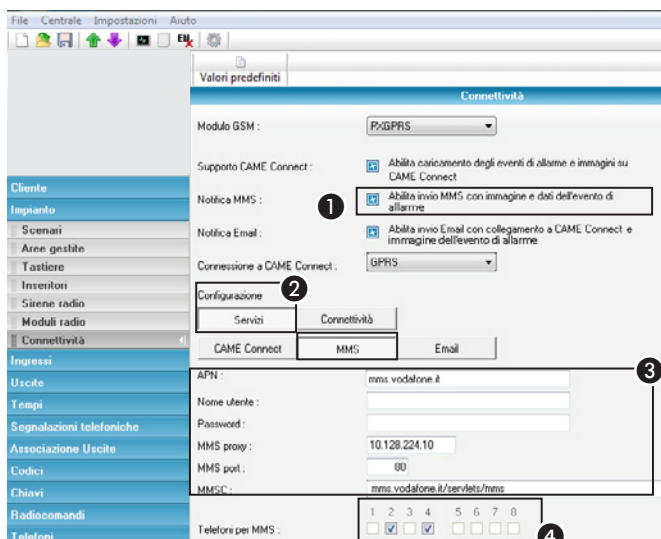 File Centrale Impostazioni Aiuto
Valori predefiniti
Connettività
Modulo GSM : RXGPRS
Supporto CAME Connect : Abilita caricamento degli eventi di allarme e immagini su
CAME Connect
Cliente
Impianto
Scenari
Aree gestite
Tastiere
Inseritori
Sirene radio
Moduli radio
Connettività
Ingressi
Uscite
Tempi
Segnalazioni telefoniche
Associazione Uscite
Codici
Chiavi
Radiocomandi
Telefoni
Notifica MMS : 1 Abilita invio MMS con immagine e dati dell'evento di
allarme
Notifica Email : Abilita invio Email con collegamento a CAME Connect e
immagine dell'evento di allarme
Connessione a CAME Connect : GPRS
Configurazione 2
Servizi Connettività
CAME Connect MMS Email
3
APN : mms.vodafone.it
Nome utente :
Password :
MMS proxy : 10.128.224.10
MMS port : 80
MMSC : mms.vodafone.it/servlets/mms
1 2 3 4 5 6 7 8
Telefoni per MMS : 4